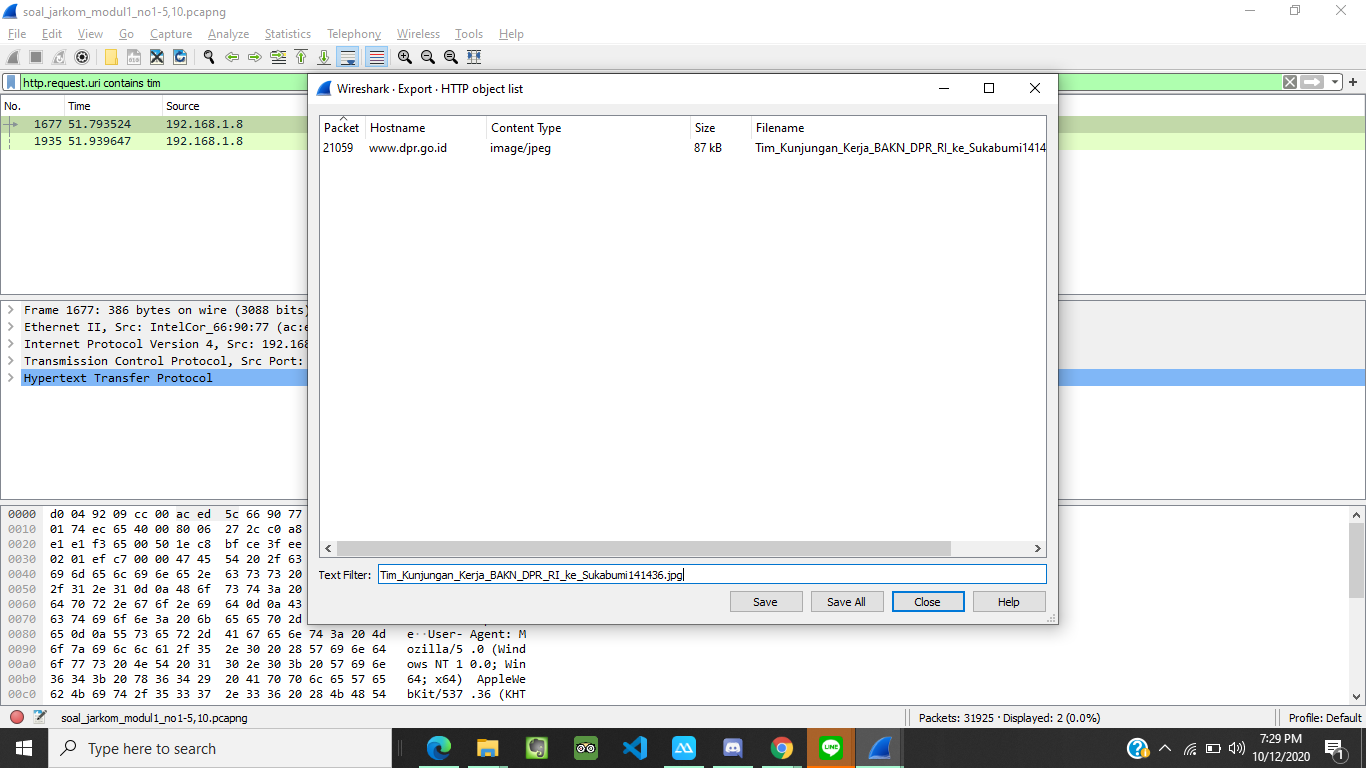 soal_jarkom_modul1_no1-5,10.pcapng
File Edit View Go Capture Analyze Statistics Telephony Wireless Tools Help
http.request.uri contains tim
No. Time Source
1677 51.793524 192.168.1.8
1935 51.939647 192.168.1.8
Wireshark · Export · HTTP object list
Packet Hostname Content Type Size Filename
21059 www.dpr.go.id image/jpeg 87 kB Tim_Kunjungan_Kerja_BAKN_DPR_RI_ke_Sukabumi1414
Text Filter: Tim_Kunjungan_Kerja_BAKN_DPR_RI_ke_Sukabumi141436.jpg
Save Save All Close Help
Frame 1677: 386 bytes on wire (3088 bits)
Ethernet II, Src: IntelCor_66:90:77 (ac:e
Internet Protocol Version 4, Src: 192.168
Transmission Control Protocol, Src Port:
Hypertext Transfer Protocol
0000 d0 04 92 09 cc 00 ac ed 5c 66 90 77
0010 01 74 ec 65 40 00 80 06 27 2c c0 a8
0020 e1 e1 f3 65 00 50 1e c8 bf ce 3f ee
0030 02 01 ef c7 00 00 47 45 54 20 2f 63
0040 69 6d 65 6c 69 6e 65 2e 63 73 73 20
0050 2f 31 2e 31 0d 0a 48 6f 73 74 3a 20
0060 64 70 72 2e 67 6f 2e 69 64 0d 0a 43
0070 63 74 69 6f 6e 3a 20 6b 65 65 70 2d
0080 65 0d 0a 55 73 65 72 2d 41 67 65 6e 74 3a 20 4d e··User- Agent: M
0090 6f 7a 69 6c 6c 61 2f 35 2e 30 20 28 57 69 6e 64 ozilla/5 .0 (Wind
00a0 6f 77 73 20 4e 54 20 31 30 2e 30 3b 20 57 69 6e ows NT 1 0.0; Win
00b0 36 34 3b 20 78 36 34 29 20 41 70 70 6c 65 57 65 64; x64) AppleWe
00c0 62 4b 69 74 2f 35 33 37 2e 33 36 20 28 4b 48 54 bKit/537 .36 (KHT
soal_jarkom_modul1_no1-5,10.pcapng Packets: 31925 · Displayed: 2 (0.0%) Profile: Default
Type here to search
7:29 PM
10/12/2020
1